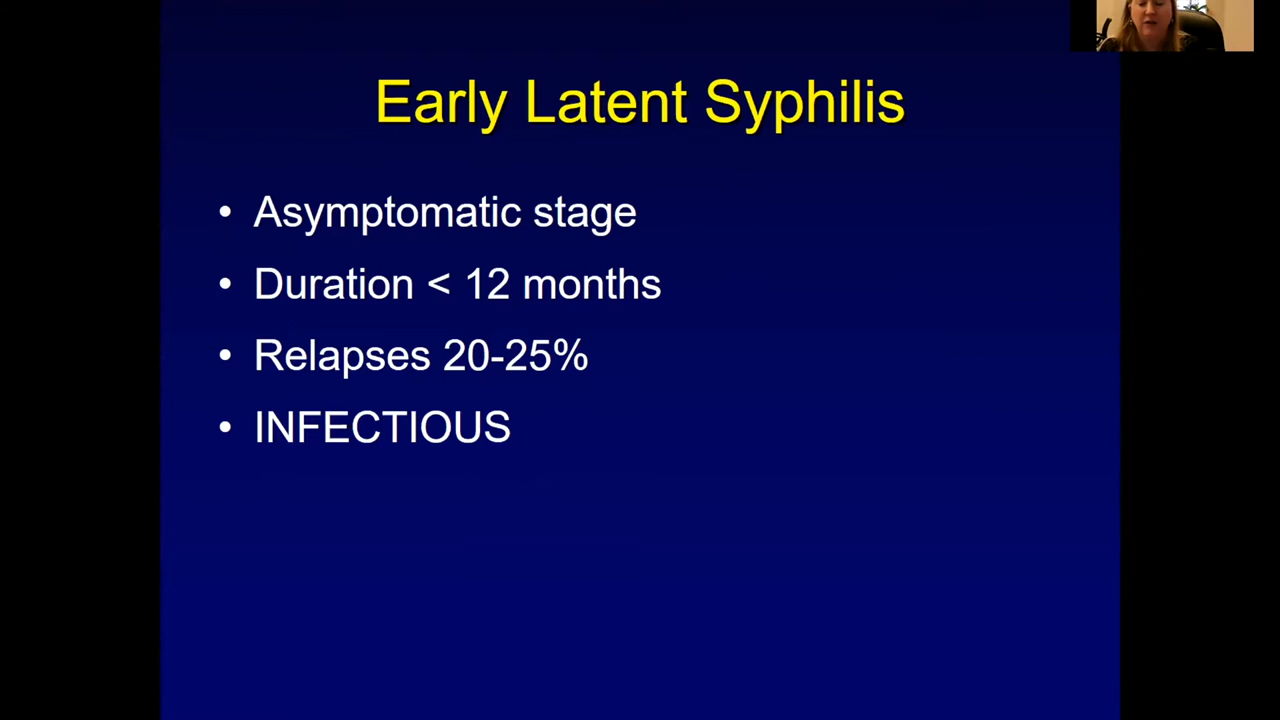 Early Latent Syphilis
• Asymptomatic stage
• Duration < 12 months
• Relapses 20-25%
• INFECTIOUS